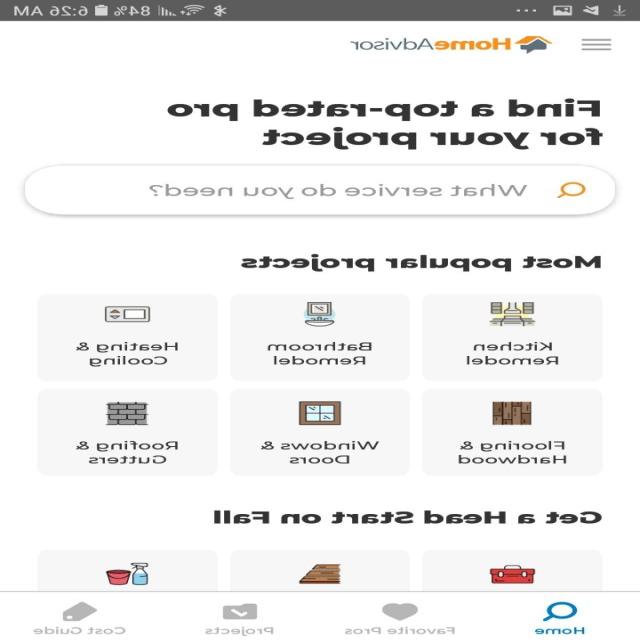 84% 6:26 AM
HomeAdvisor
Find a top-rated pro
for your project
What service do you need?
Most popular projects
Kitchen
Remodel
Bathroom
Remodel
Heating &
Cooling
Flooring &
Hardwood
Windows &
Doors
Roofing &
Gutters
Get a Head Start on Fall
Home
Favorite Pros
Projects
Cost Guide